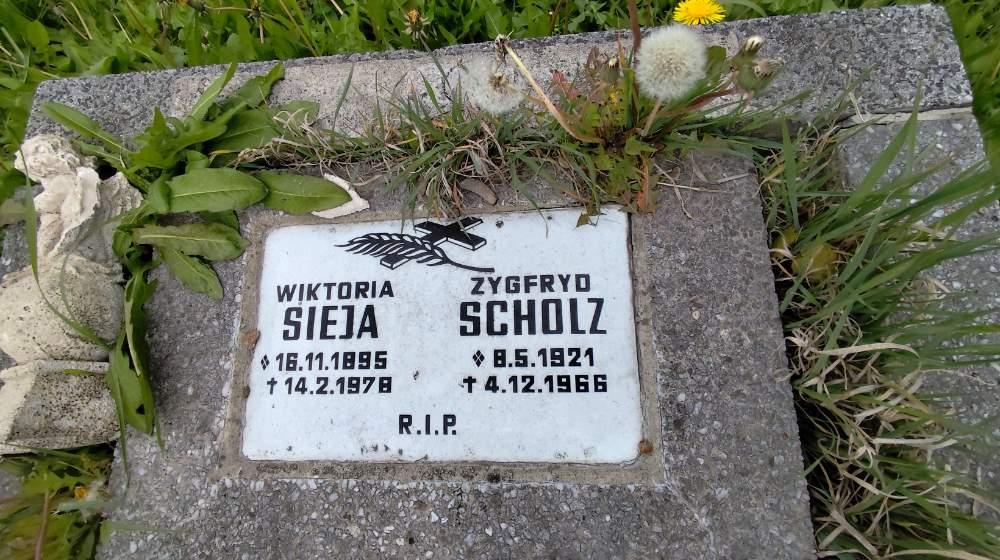 WIKTORIA
SIEJA
16.11.1895
✝ 14.2.1978
ZYGFRYD
SCHOLZ
8.5.1921
✝ 4.12.1966
R.I.P.